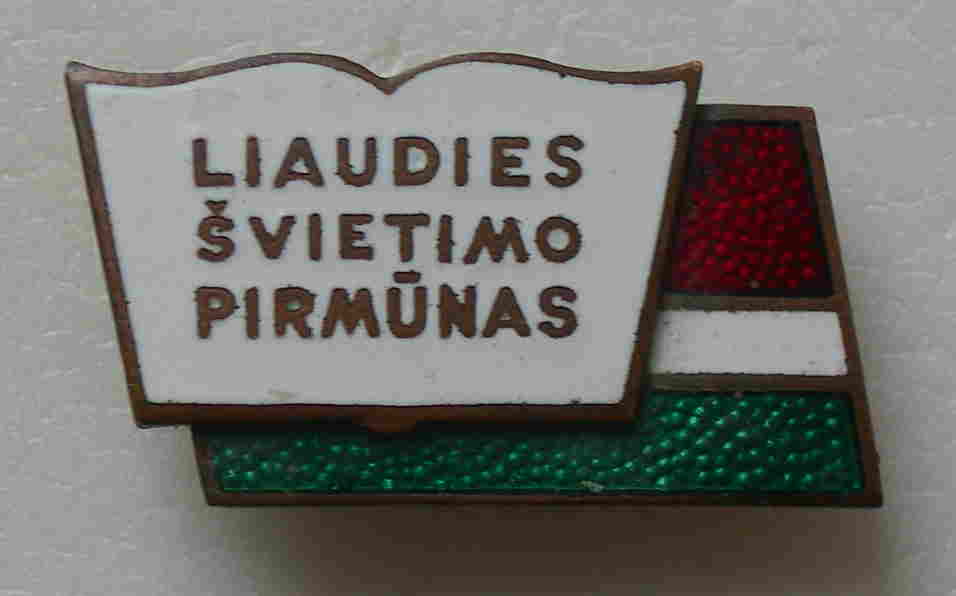 LIAUDIES
ŠVIETIMO
PIRMŪNAS